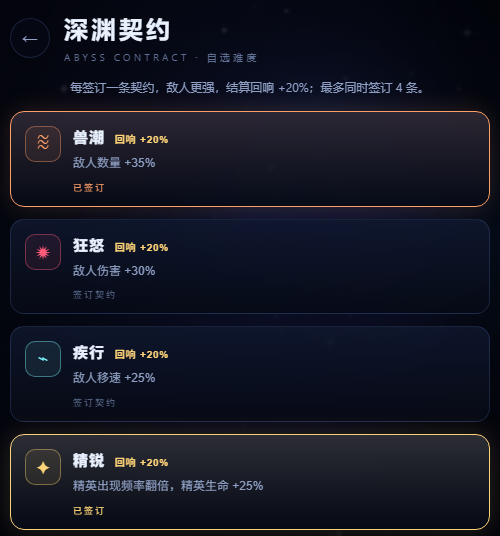 深渊契约
ABYSS CONTRACT · 自选难度
每签订一条契约，敌人更强，结算回响 +20%；最多同时签订 4 条。
兽潮 回响 +20%
敌人数量 +35%
已签订
狂怒 回响 +20%
敌人伤害 +30%
签订契约
疾行 回响 +20%
敌人移速 +25%
签订契约
精锐 回响 +20%
精英出现频率翻倍，精英生命 +25%
已签订